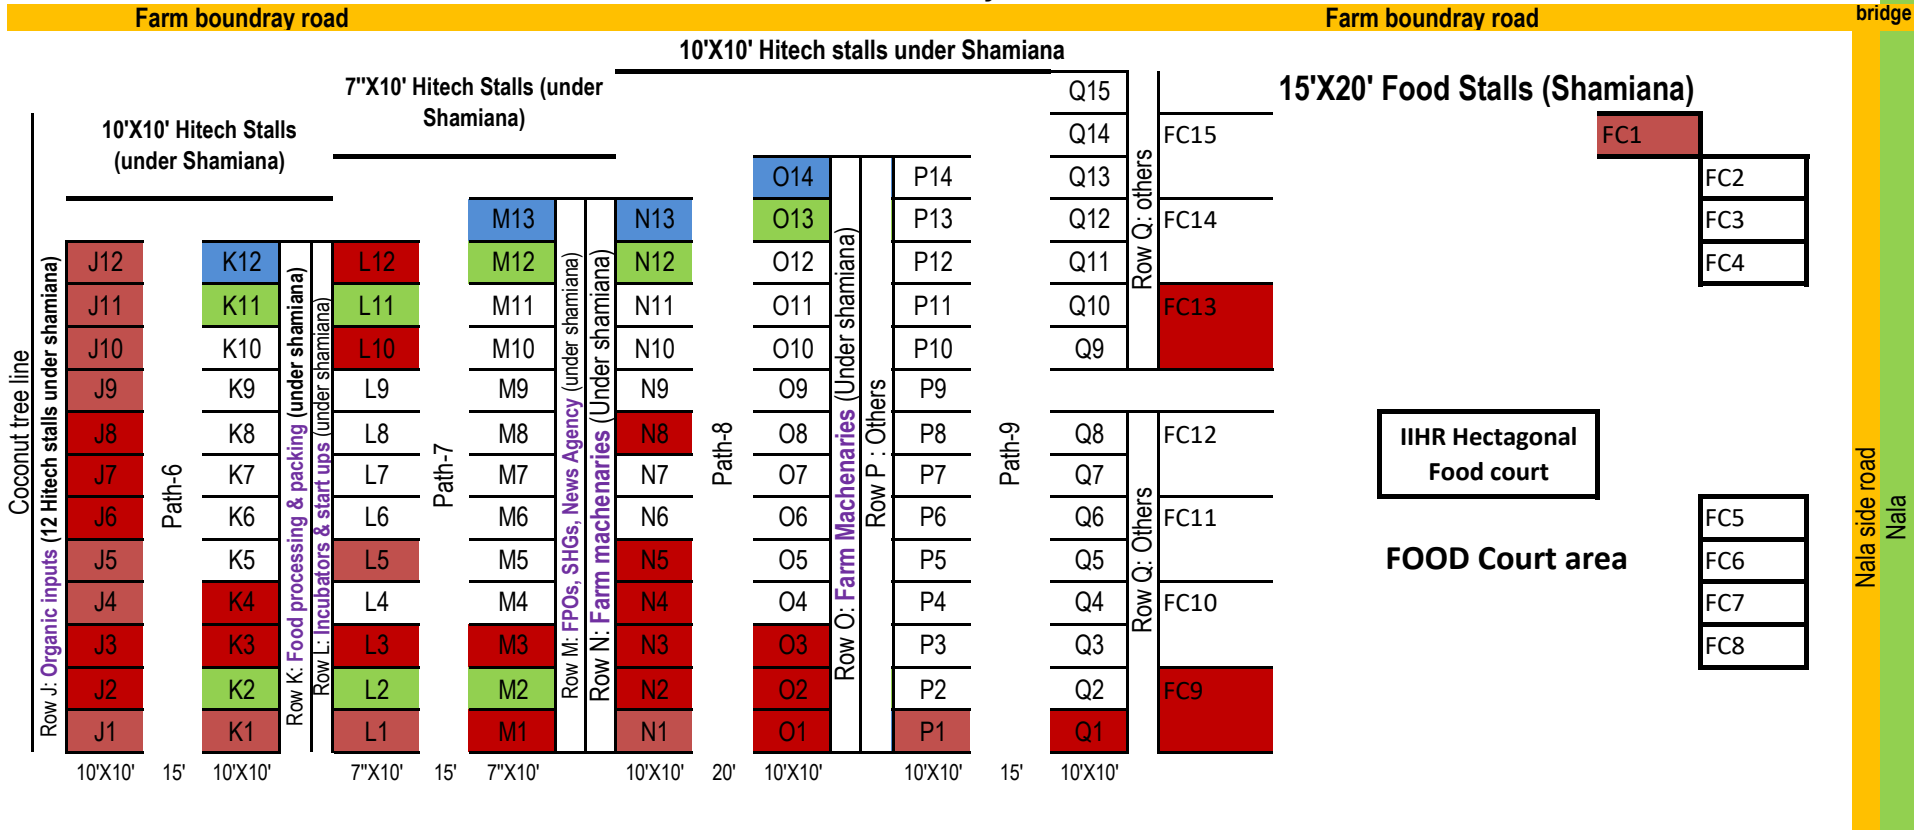 Farm boundray road
Farm boundray road
bridge
10'X10' Hitech stalls under Shamiana
7"X10' Hitech Stalls (under
Shamiana)
10'X10' Hitech Stalls
(under Shamiana)
15'X20' Food Stalls (Shamiana)
Q15
Q14 FC15 FC1
O14 P14 Q13 FC2
M13 N13 O13 P13 Q12 FC14 FC3
J12 K12 L12 M12 N12 O12 P12 Q11 FC4
J11 K11 L11 M11 N11 O11 P11 Q10 FC13
J10 K10 L10 M10 N10 O10 P10 Q9
J9 K9 L9 M9 N9 O9 P9
J8 K8 L8 M8 N8 O8 P8 Q8 FC12
J7 K7 L7 M7 N7 O7 P7 Q7
J6 K6 L6 M6 N6 O6 P6 Q6 FC11 FC5
J5 K5 L5 M5 N5 O5 P5 Q5 FC6
J4 K4 L4 M4 N4 O4 P4 Q4 FC10 FC7
J3 K3 L3 M3 N3 O3 P3 Q3 FC8
J2 K2 L2 M2 N2 O2 P2 Q2 FC9
J1 K1 L1 M1 N1 O1 P1 Q1
10'X10' 15' 10'X10' 7"X10' 15' 7"X10' 10'X10' 20' 10'X10' 10'X10' 15' 10'X10'
Coconut tree line
Row J: Organic inputs (12 Hitech stalls under shamiana)
Path-6
Row K: Food processing & packing (under shamiana)
Row L: Incubators & start ups (under shamiana)
Path-7
Row M: FPOs, SHGs, News Agency (under shamiana)
Row N: Farm machenaries (Under shamiana)
Path-8
Row O: Farm Machenaries (Under shamiana)
Row P : Others
Path-9
Row Q: others
Row Q: Others
IIHR Hectagonal
Food court
FOOD Court area
Nala side road
Nala